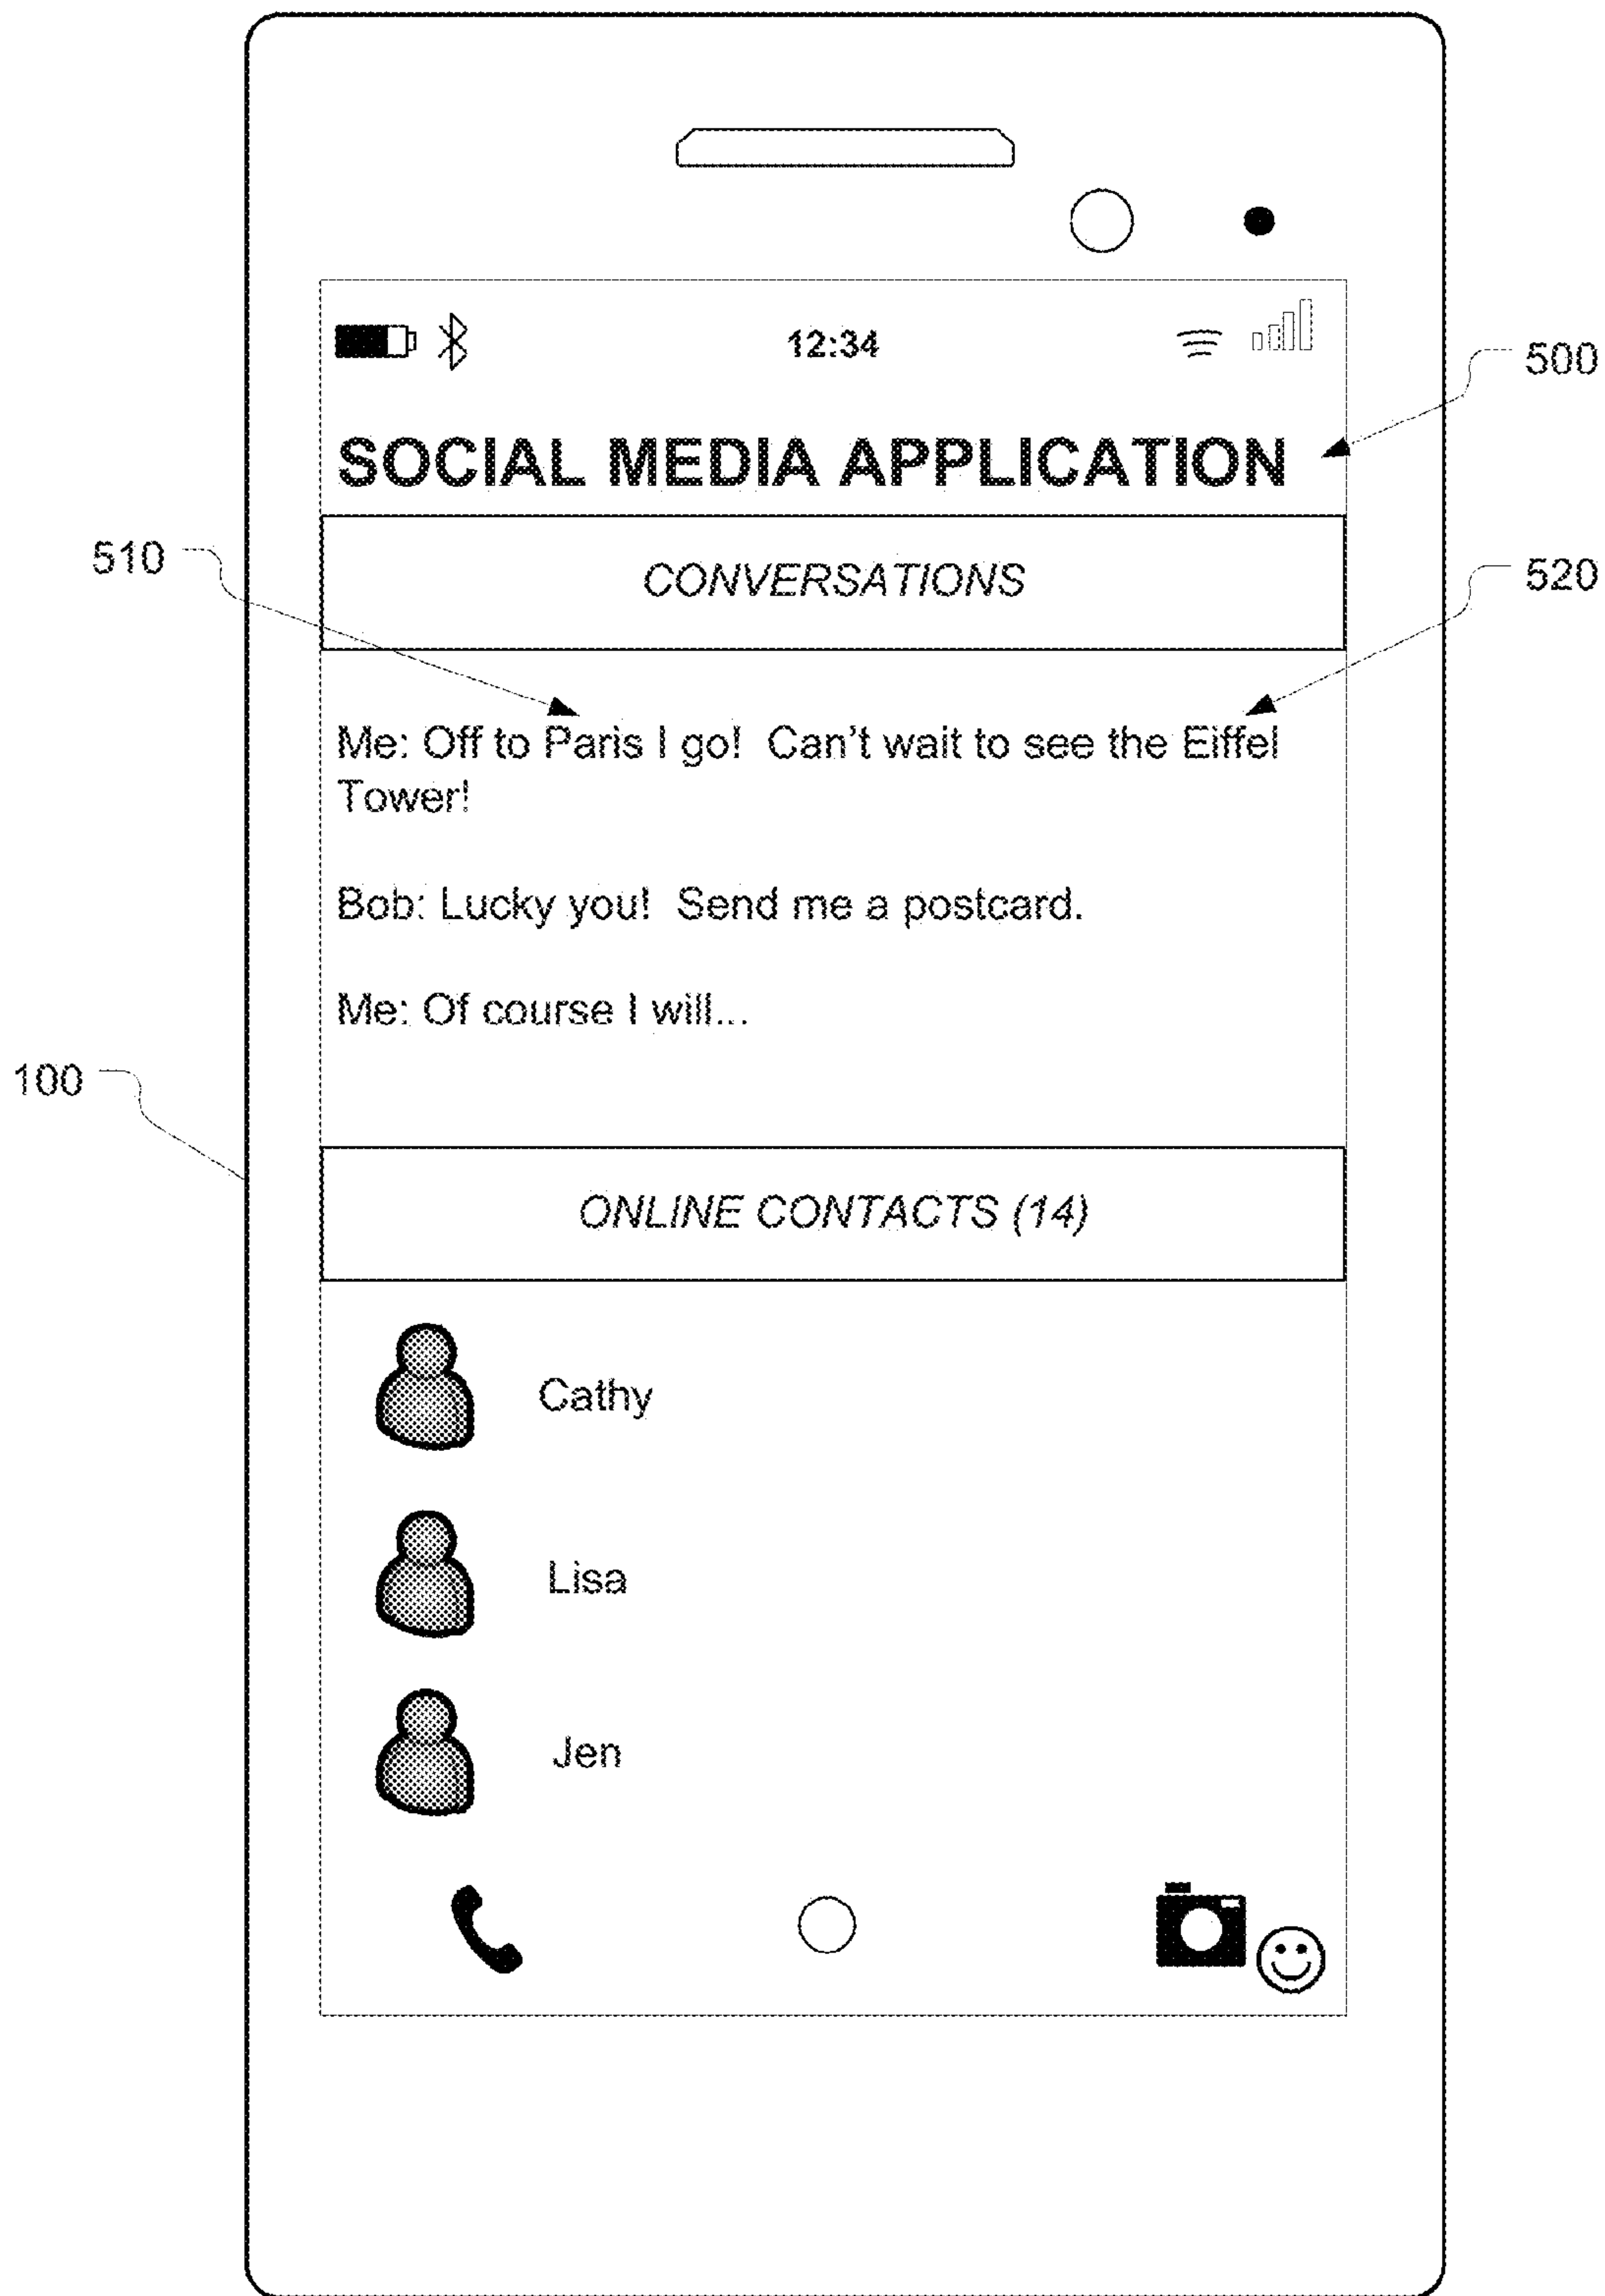 12:34
500
SOCIAL MEDIA APPLICATION
510
CONVERSATIONS
520
Me: Off to Paris I go!  Can't wait to see the Eiffel
Tower!
Bob: Lucky you!  Send me a postcard.
Me: Of course I will...
100
ONLINE CONTACTS (14)
Cathy
Lisa
Jen